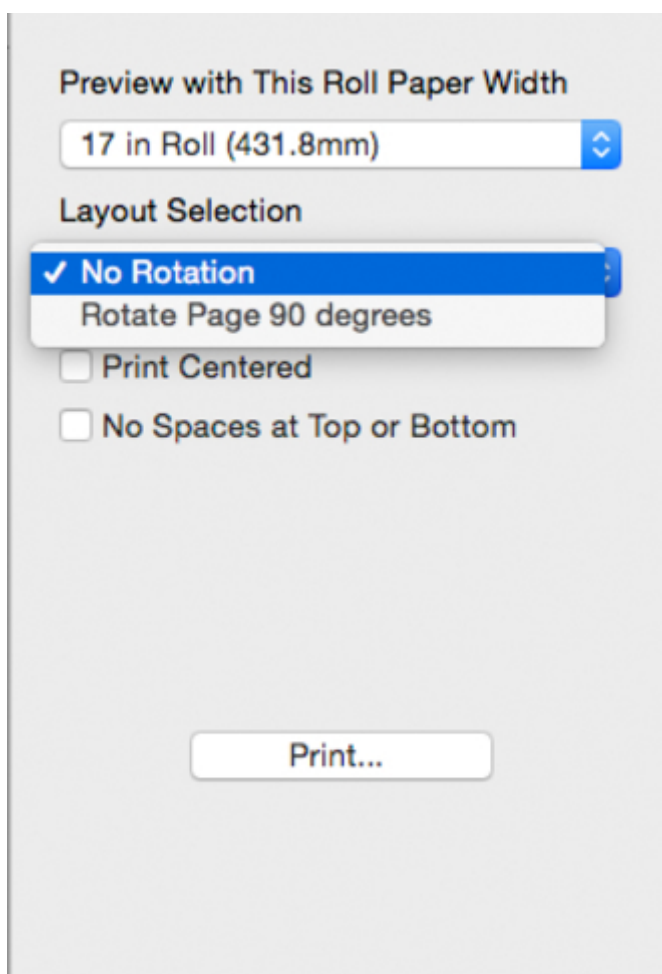 Preview with This Roll Paper Width
17 in Roll (431.8mm)
Layout Selection
✓ No Rotation
Rotate Page 90 degrees
Print Centered
No Spaces at Top or Bottom
Print...